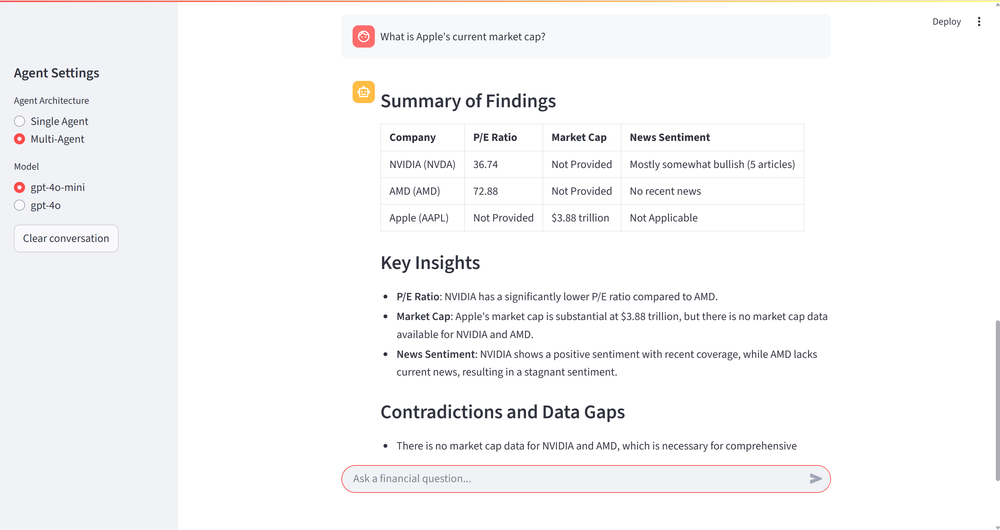 Deploy
Agent Settings
Agent Architecture
Single Agent
Multi-Agent
Model
gpt-4o-mini
gpt-4o
Clear conversation
What is Apple's current market cap?
Summary of Findings
Company P/E Ratio Market Cap News Sentiment
NVIDIA (NVDA) 36.74 Not Provided Mostly somewhat bullish (5 articles)
AMD (AMD) 72.88 Not Provided No recent news
Apple (AAPL) Not Provided $3.88 trillion Not Applicable
Key Insights
P/E Ratio: NVIDIA has a significantly lower P/E ratio compared to AMD.
Market Cap: Apple's market cap is substantial at $3.88 trillion, but there is no market cap data
available for NVIDIA and AMD.
News Sentiment: NVIDIA shows a positive sentiment with recent coverage, while AMD lacks
current news, resulting in a stagnant sentiment.
Contradictions and Data Gaps
There is no market cap data for NVIDIA and AMD, which is necessary for comprehensive
Ask a financial question...